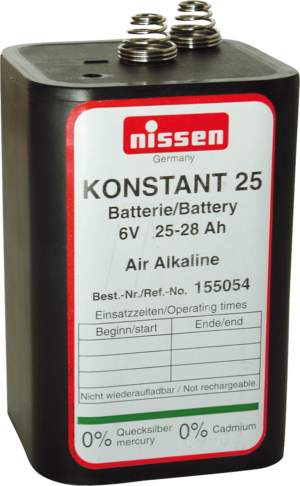 nissen
Germany
KONSTANT 25
Batterie/Battery
6V 25-28 Ah
Air Alkaline
Best.-Nr./Ref.-No. 155054
Einsatzzeiten/Operating times
Beginn/start Ende/end
Nicht wiederaufladbar / Not rechargeable.
0% Quecksilber mercury 0% Cadmium